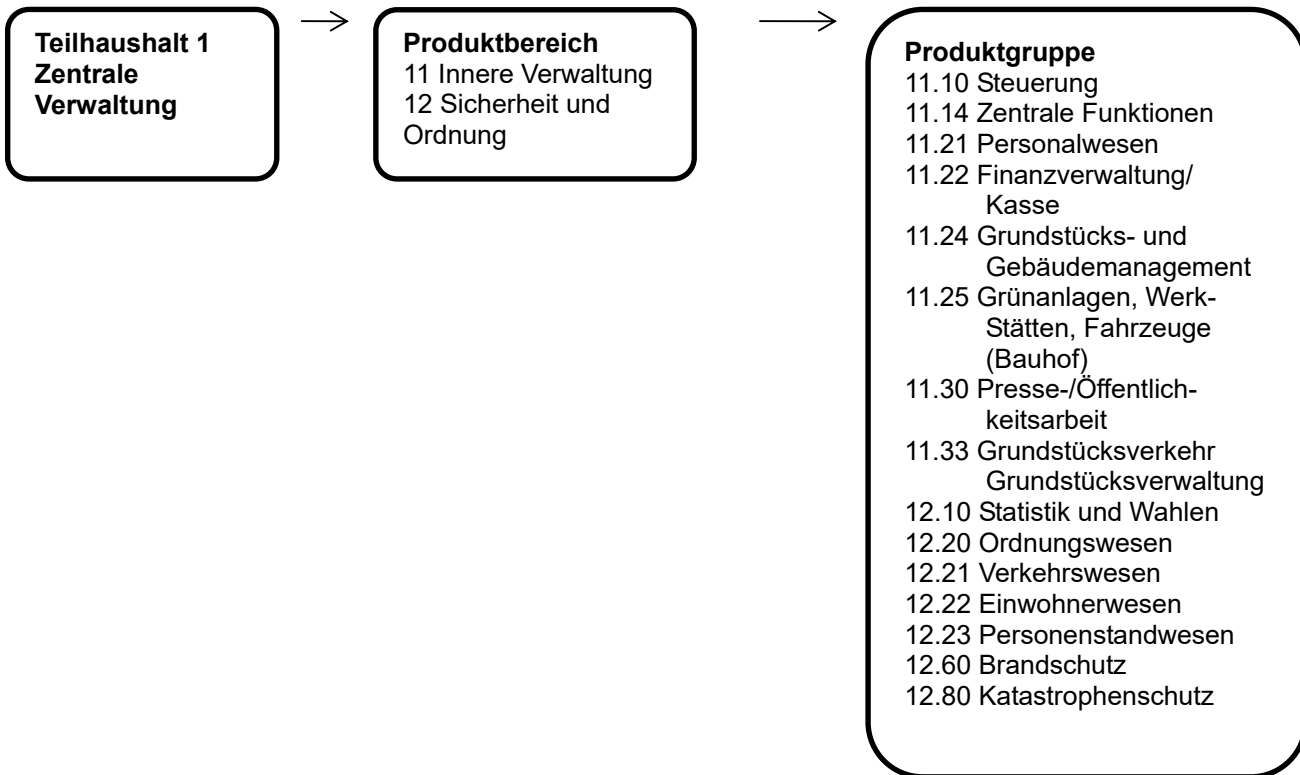 Teilhaushalt 1
Zentrale
Verwaltung
Produktbereich
11 Innere Verwaltung
12 Sicherheit und
Ordnung
Produktgruppe
11.10 Steuerung
11.14 Zentrale Funktionen
11.21 Personalwesen
11.22 Finanzverwaltung/
Kasse
11.24 Grundstücks- und
Gebäudemanagement
11.25 Grünanlagen, Werk-
Stätten, Fahrzeuge
(Bauhof)
11.30 Presse-/Öffentlich-
keitsarbeit
11.33 Grundstücksverkehr
Grundstücksverwaltung
12.10 Statistik und Wahlen
12.20 Ordnungswesen
12.21 Verkehrswesen
12.22 Einwohnerwesen
12.23 Personenstandwesen
12.60 Brandschutz
12.80 Katastrophenschutz